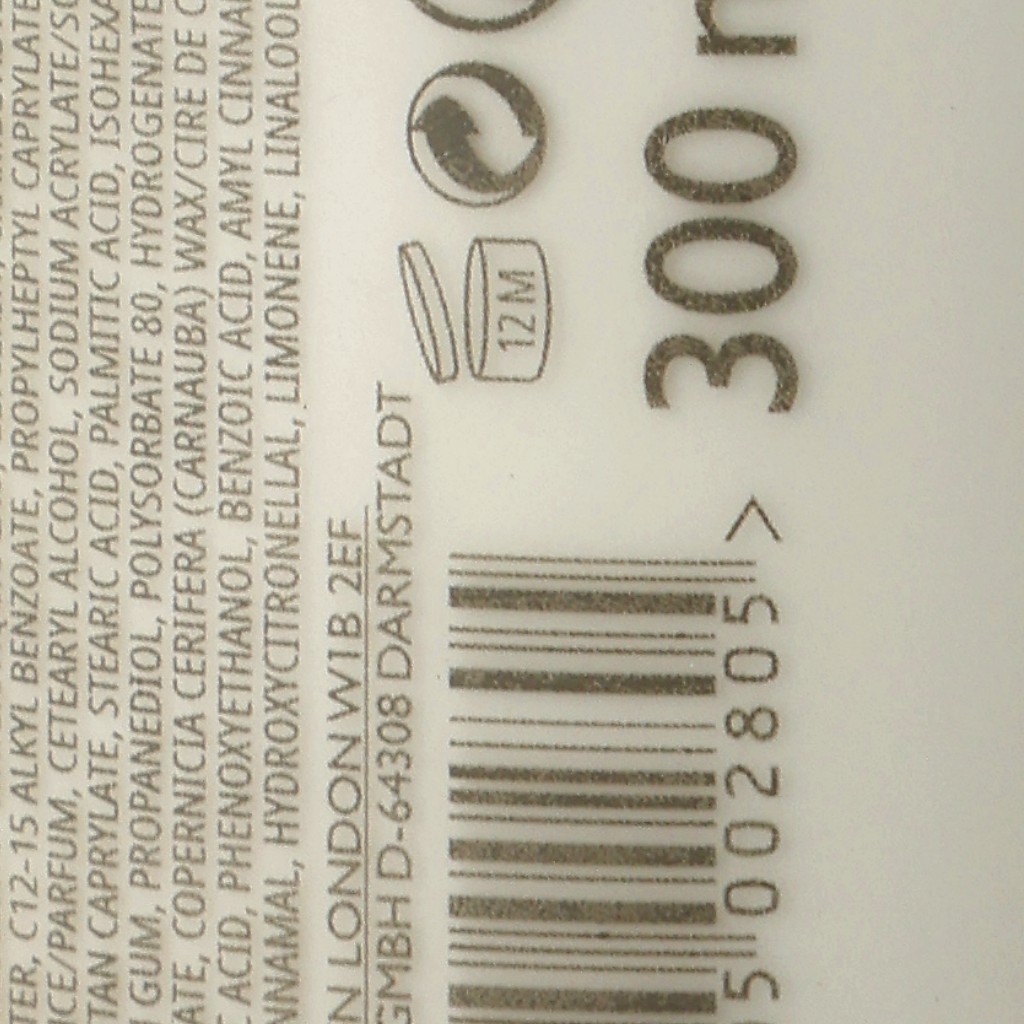 TER, C12-15 ALKYL BENZOATE, PROPYLHEPTYL CAPRYLATE
ICE/PARFUM, CETEARYL ALCOHOL, SODIUM ACRYLATE/SO
TAN CAPRYLATE, STEARIC ACID, PALMITIC ACID, ISOHEXA
GUM, PROPANEDIOL, POLYSORBATE 80, HYDROGENATE
ATE, COPERNICIA CERIFERA (CARNAUBA) WAX/CIRE DE C
ACID, PHENOXYETHANOL, BENZOIC ACID, AMYL CINNA
NNAMAL, HYDROXYCITRONELLAL, LIMONENE, LINALOOL
N LONDON W1B 2EF
GMBH D-64308 DARMSTADT
12M
5 002805 >
300 m